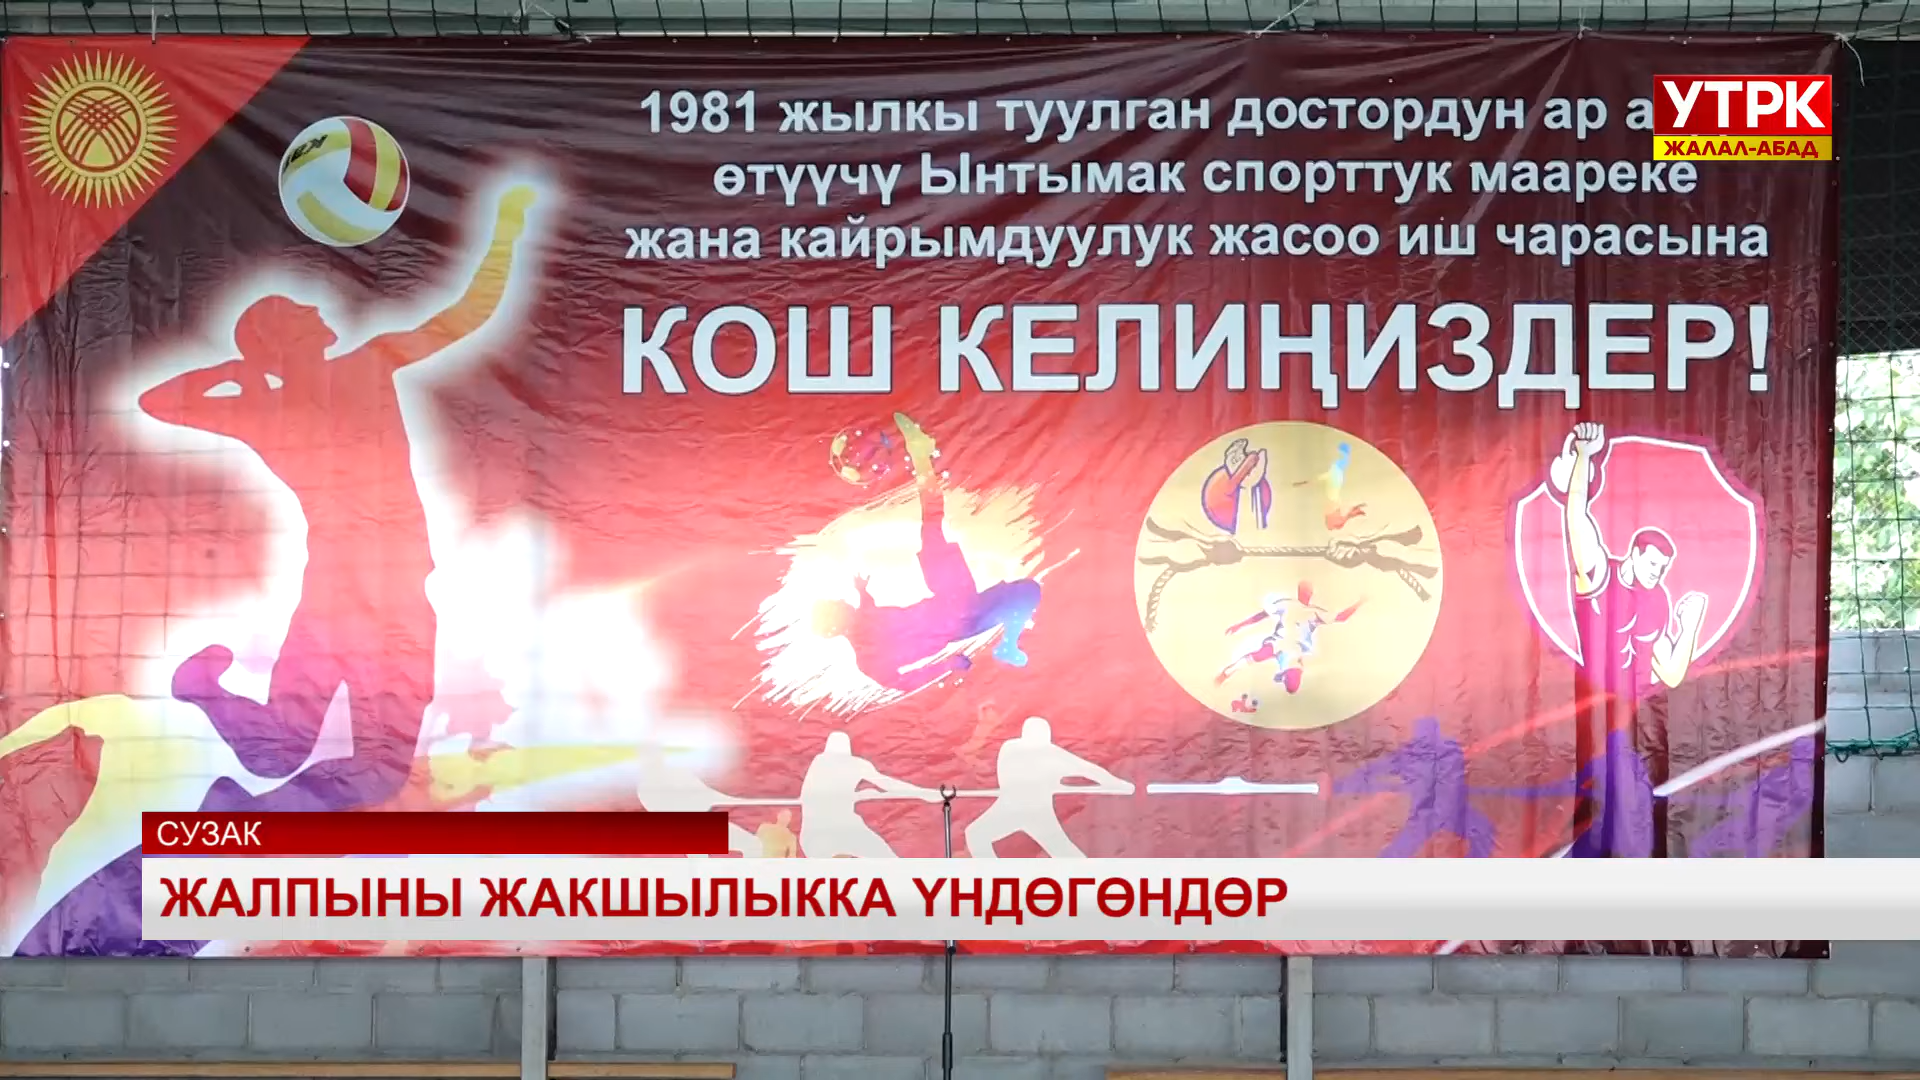 1981 жылкы туулган достордун ар
өтүүчү Ынтымак спорттук маареке
жана кайрымдуулук жасоо иш чарасына
КОШ КЕЛИҢИЗДЕР!
УТРК
ЖАЛАЛ-АБАД
СУЗАК
ЖАЛПЫНЫ ЖАКШЫЛЫККА ҮНДӨГӨНДӨР